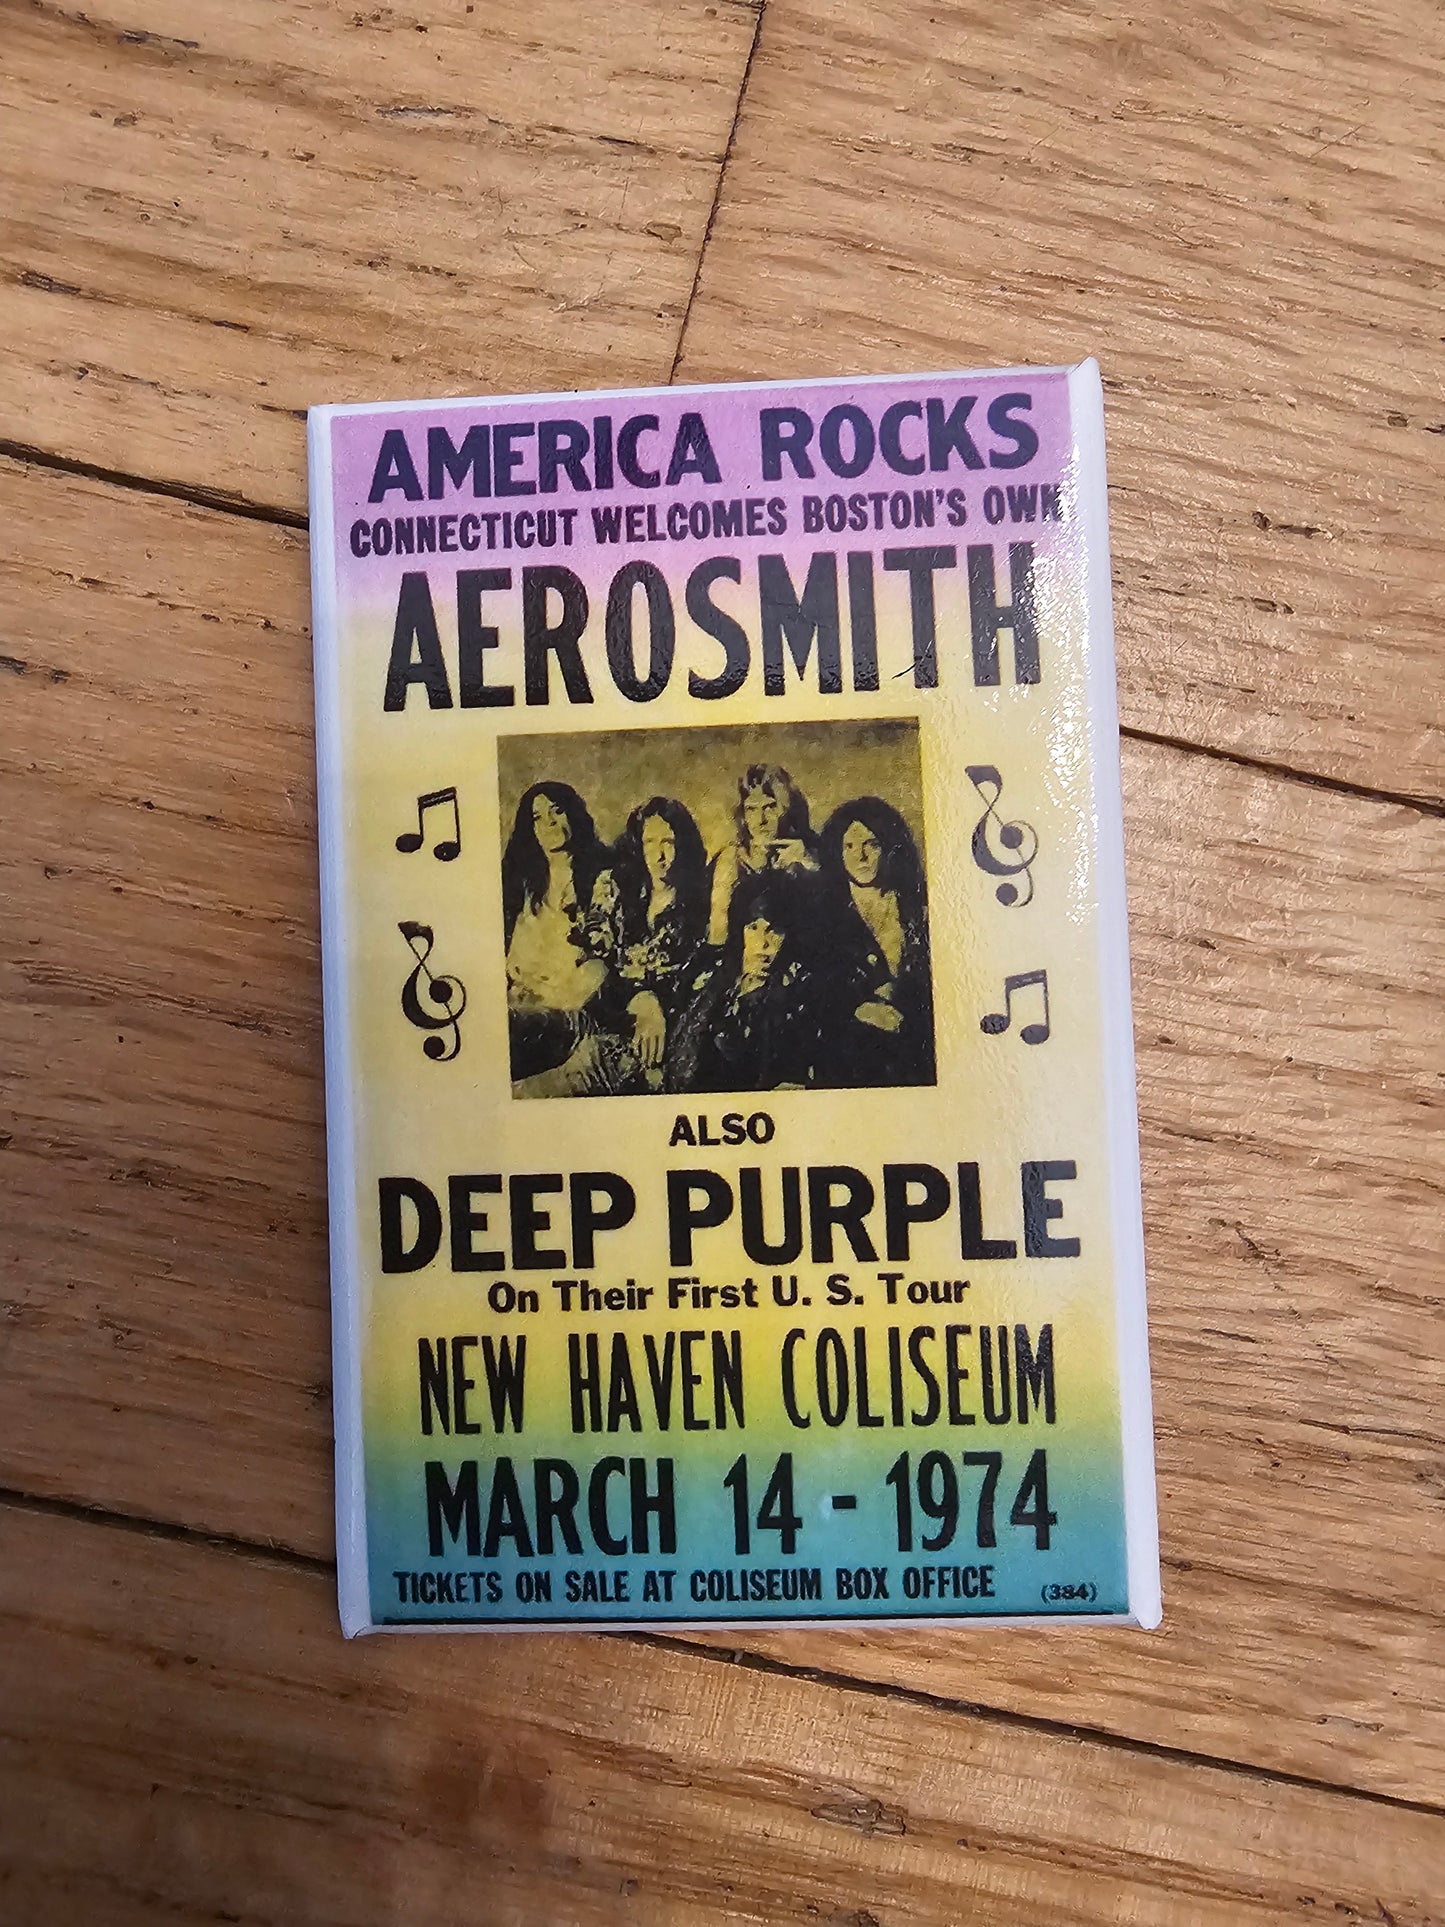 AMERICA ROCKS
CONNECTICUT WELCOMES BOSTON'S OWN
AEROSMITH
ALSO
DEEP PURPLE
On Their First U. S. Tour
NEW HAVEN COLISEUM
MARCH 14 - 1974
TICKETS ON SALE AT COLISEUM BOX OFFICE (384)